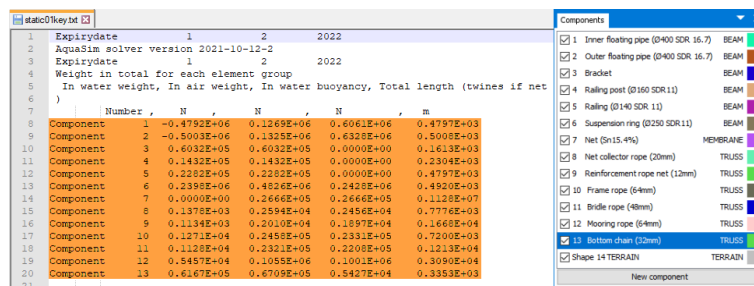 static01key.txt
1 Expirydate 1 2 2022
2 AquaSim solver version 2021-10-12-2
3 Expirydate 1 2 2022
4 Weight in total for each element group
5 In water weight, In air weight, In water buoyancy, Total length (twines if net
6 )
7 Number , N , N , N , m
8 Component 1 -0.4792E+06 0.1269E+06 0.6061E+06 0.4797E+03
9 Component 2 -0.5003E+06 0.1325E+06 0.6328E+06 0.5008E+03
10 Component 3 0.6032E+05 0.6032E+05 0.0000E+00 0.1613E+03
11 Component 4 0.1432E+05 0.1432E+05 0.0000E+00 0.2304E+03
12 Component 5 0.2282E+05 0.2282E+05 0.0000E+00 0.4797E+03
13 Component 6 0.2398E+06 0.4826E+06 0.2428E+06 0.4920E+03
14 Component 7 0.0000E+00 0.2666E+05 0.2666E+05 0.1128E+07
15 Component 8 0.1378E+03 0.2594E+04 0.2456E+04 0.7776E+03
16 Component 9 0.1134E+03 0.2010E+04 0.1897E+04 0.1668E+04
17 Component 10 0.1271E+04 0.2458E+05 0.2331E+05 0.7200E+03
18 Component 11 0.1128E+04 0.2321E+05 0.2208E+05 0.1213E+04
19 Component 12 0.5457E+04 0.1055E+06 0.1001E+06 0.3090E+04
20 Component 13 0.6167E+05 0.6709E+05 0.5427E+04 0.3353E+03
21
Components
1 Inner floating pipe (Ø400 SDR 16.7) BEAM
2 Outer floating pipe (Ø400 SDR 16.7) BEAM
3 Bracket BEAM
4 Railing post (Ø160 SDR11) BEAM
5 Railing (Ø140 SDR 11) BEAM
6 Suspension ring (Ø250 SDR11) BEAM
7 Net (Sn15.4%) MEMBRANE
8 Net collector rope (20mm) TRUSS
9 Reinforcement rope net (12mm) TRUSS
10 Frame rope (64mm) TRUSS
11 Bridle rope (48mm) TRUSS
12 Mooring rope (64mm) TRUSS
13 Bottom chain (32mm) TRUSS
Shape 14 TERRAIN TERRAIN
New component